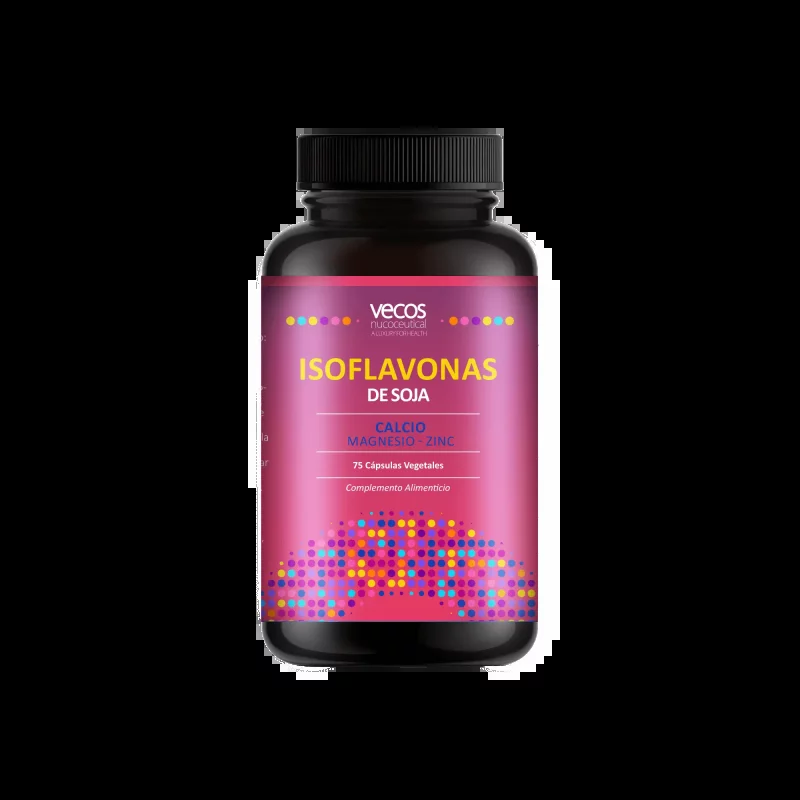 vecos
nucoceutical
A LUXURY FOR HEALTH
ISOFLAVONAS
DE SOJA
CALCIO
MAGNESIO - ZINC
75 Cápsulas Vegetales
Complemento Alimenticio